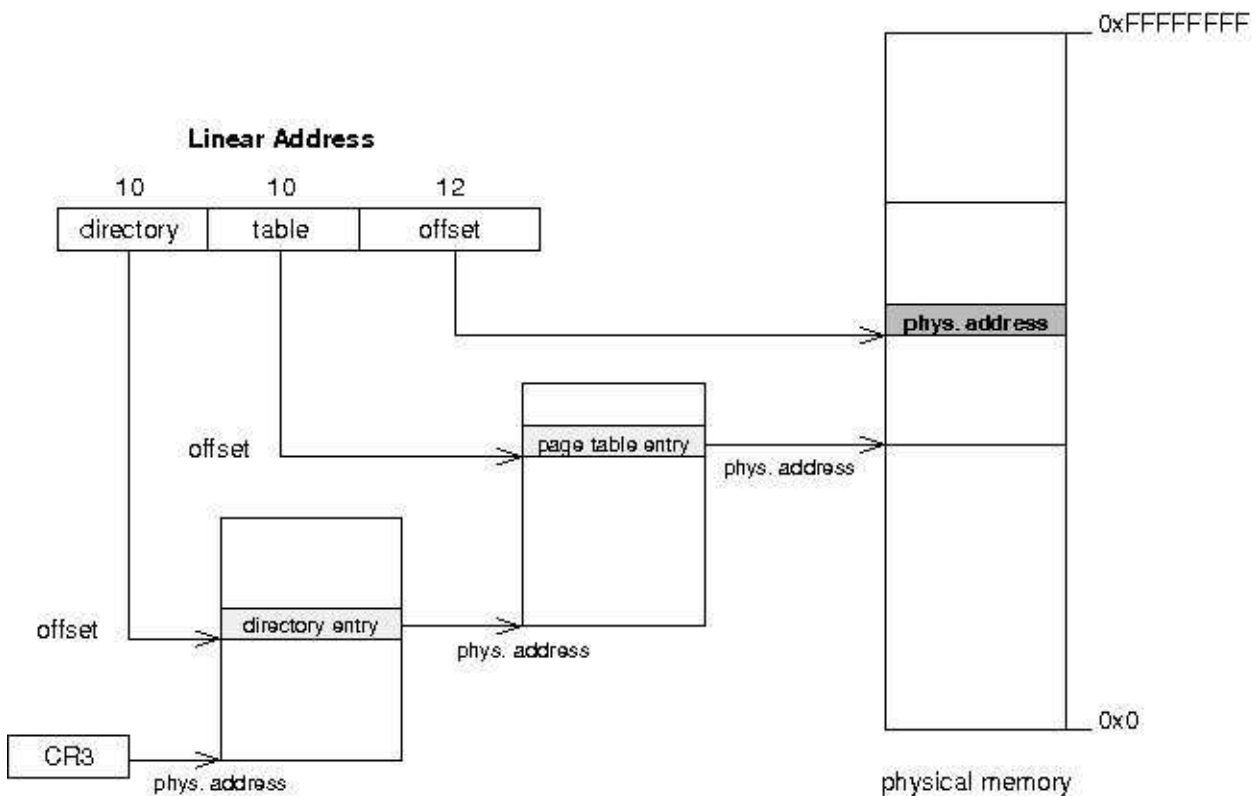 0xFFFFFFFF
Linear Address
10 10 12
directory table offset
phys. address
offset
page table entry
phys. address
offset
directory entry
phys. address
0x0
CR3
phys. address
physical memory